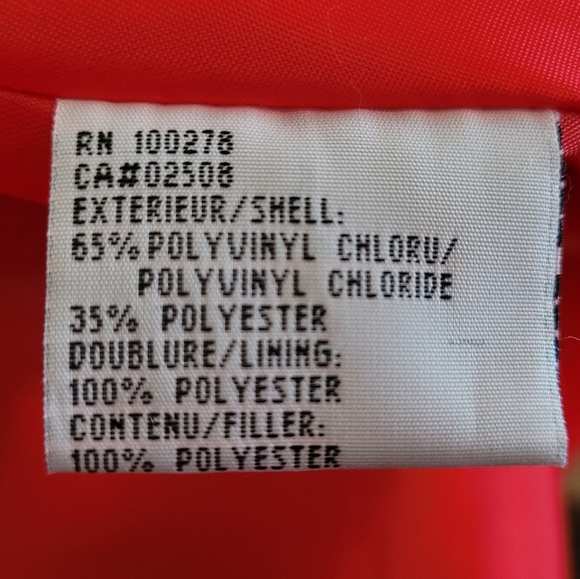 RN 100278
CA#02508
EXTERIEUR/SHELL:
65% POLYVINYL CHLORU/
POLYVINYL CHLORIDE
35% POLYESTER
DOUBLURE/LINING:
100% POLYESTER
CONTENU/FILLER:
100% POLYESTER